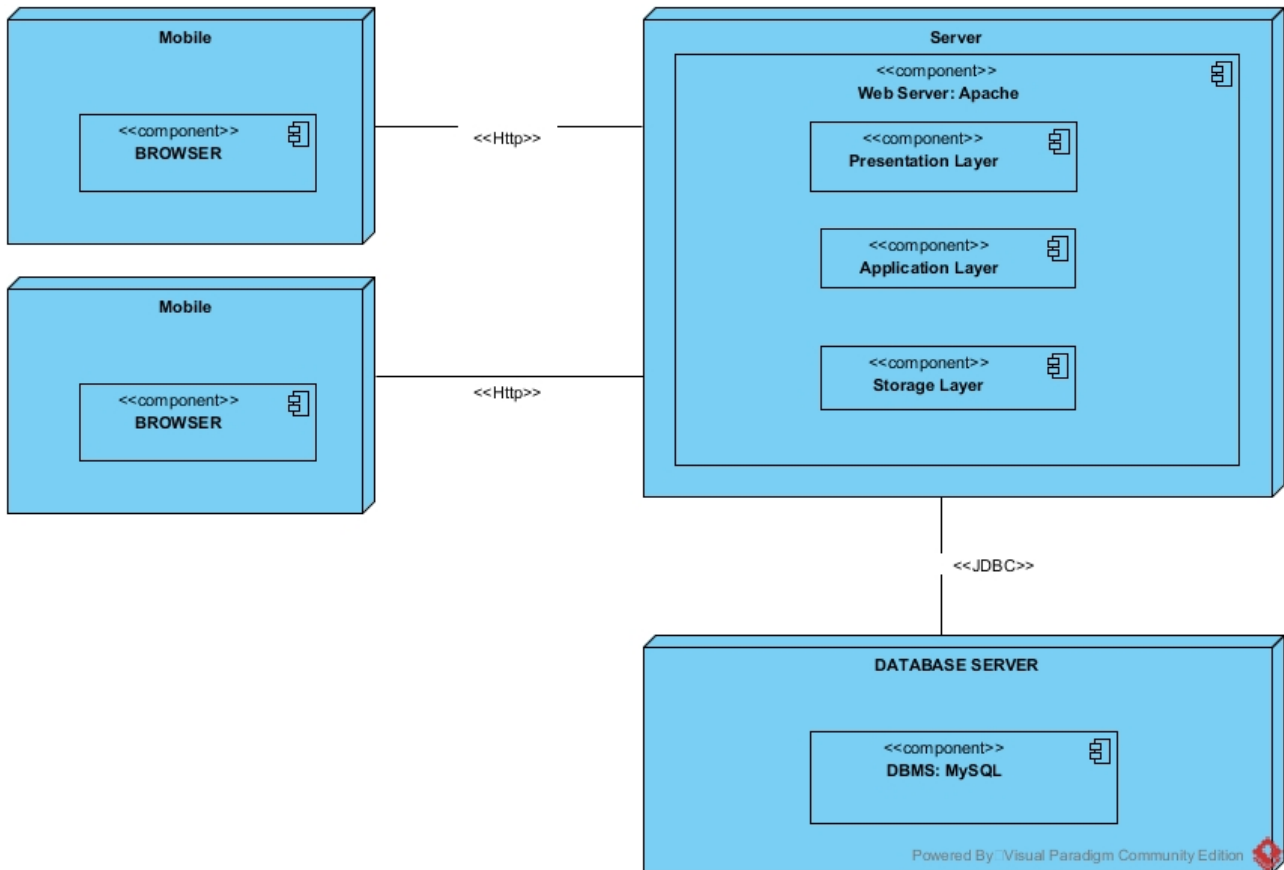 Mobile
<<component>>
BROWSER
<<Http>>
Server
<<component>>
Web Server: Apache
<<component>>
Presentation Layer
<<component>>
Application Layer
<<component>>
Storage Layer
Mobile
<<component>>
BROWSER
<<Http>>
<<JDBC>>
DATABASE SERVER
<<component>>
DBMS: MySQL
Powered By Visual Paradigm Community Edition